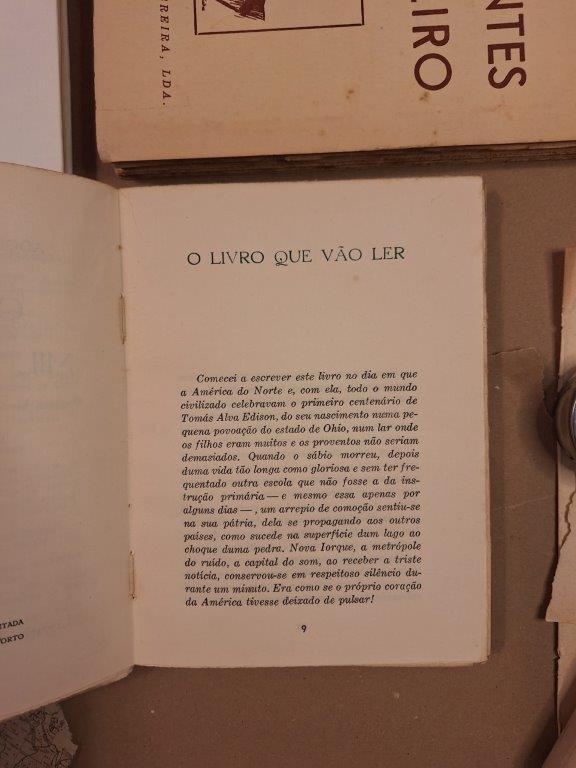 REIRA, LDA.
NTES
EIRO
O LIVRO QUE VÃO LER
Comecei a escrever este livro no dia em que
a América do Norte e, com ela, todo o mundo
civilizado celebravam o primeiro centenário de
Tomás Alva Edison, do seu nascimento numa pe-
quena povoação do estado de Ohio, num lar onde
os filhos eram muitos e os proventos não seriam
demasiados. Quando o sábio morreu, depois
duma vida tão longa como gloriosa e sem ter fre-
qüentado outra escola que não fosse a da ins-
trução primária — e mesmo essa apenas por
alguns dias —, um arrepio de comoção sentiu-se
na sua pátria, dela se propagando aos outros
países, como sucede na superfície dum lago ao
choque duma pedra. Nova Iorque, a metrópole
do ruído, a capital do som, ao receber a triste
notícia, conservou-se em respeitoso silêncio du-
rante um minuto. Era como se o próprio coração
da América tivesse deixado de pulsar!
9
ITADA
ORTO